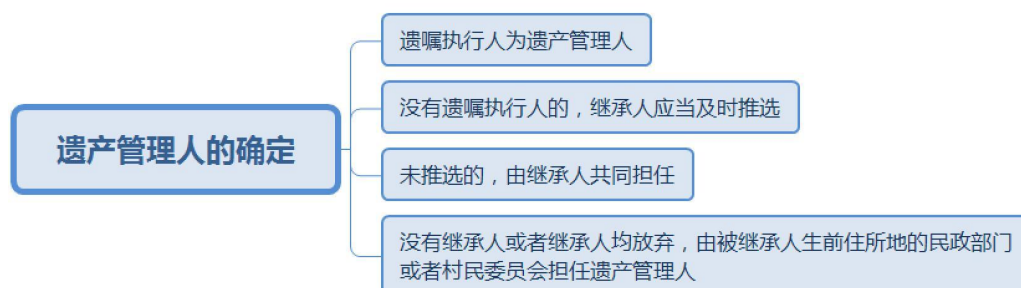 遗产管理人的确定
遗嘱执行人为遗产管理人
没有遗嘱执行人的，继承人应当及时推选
未推选的，由继承人共同担任
没有继承人或者继承人均放弃，由被继承人生前住所地的民政部门
或者村民委员会担任遗产管理人